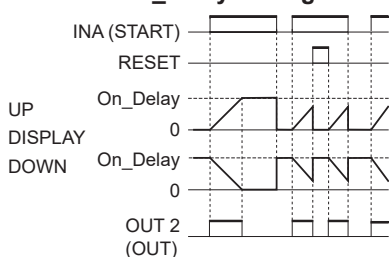 INA (START)
RESET
UP
On_Delay
0
DISPLAY
DOWN
On_Delay
0
OUT 2
(OUT)